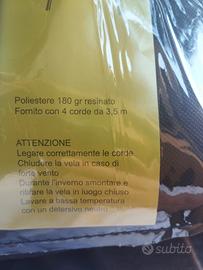 Poliestere 180 gr resinato
Fornito con 4 corde da 3,5 m
ATTENZIONE
Legare correttamente le corde.
Chiudere la vela in caso di
forte vento
Durante l'inverno smontare e
ritirare la vela in luogo chiuso
Lavare a bassa temperatura
con un detersivo neutro
subito